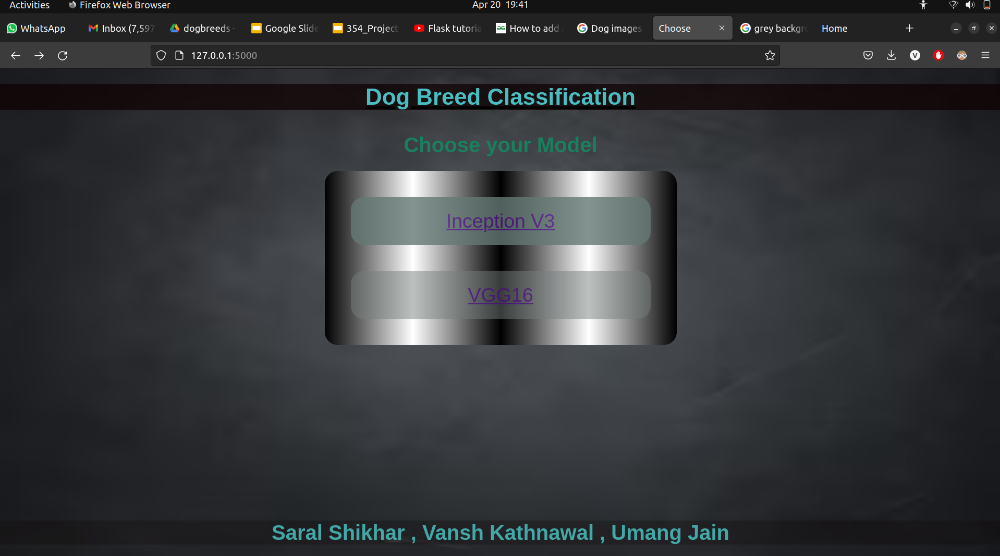 Activities Firefox Web Browser Apr 20 19:41
WhatsApp Inbox (7,597 dogbreeds - Google Slide 354_Project Flask tutoria How to add Dog images Choose grey backgro Home
127.0.0.1:5000
Dog Breed Classification
Choose your Model
Inception V3
VGG16
Saral Shikhar , Vansh Kathnawal , Umang Jain